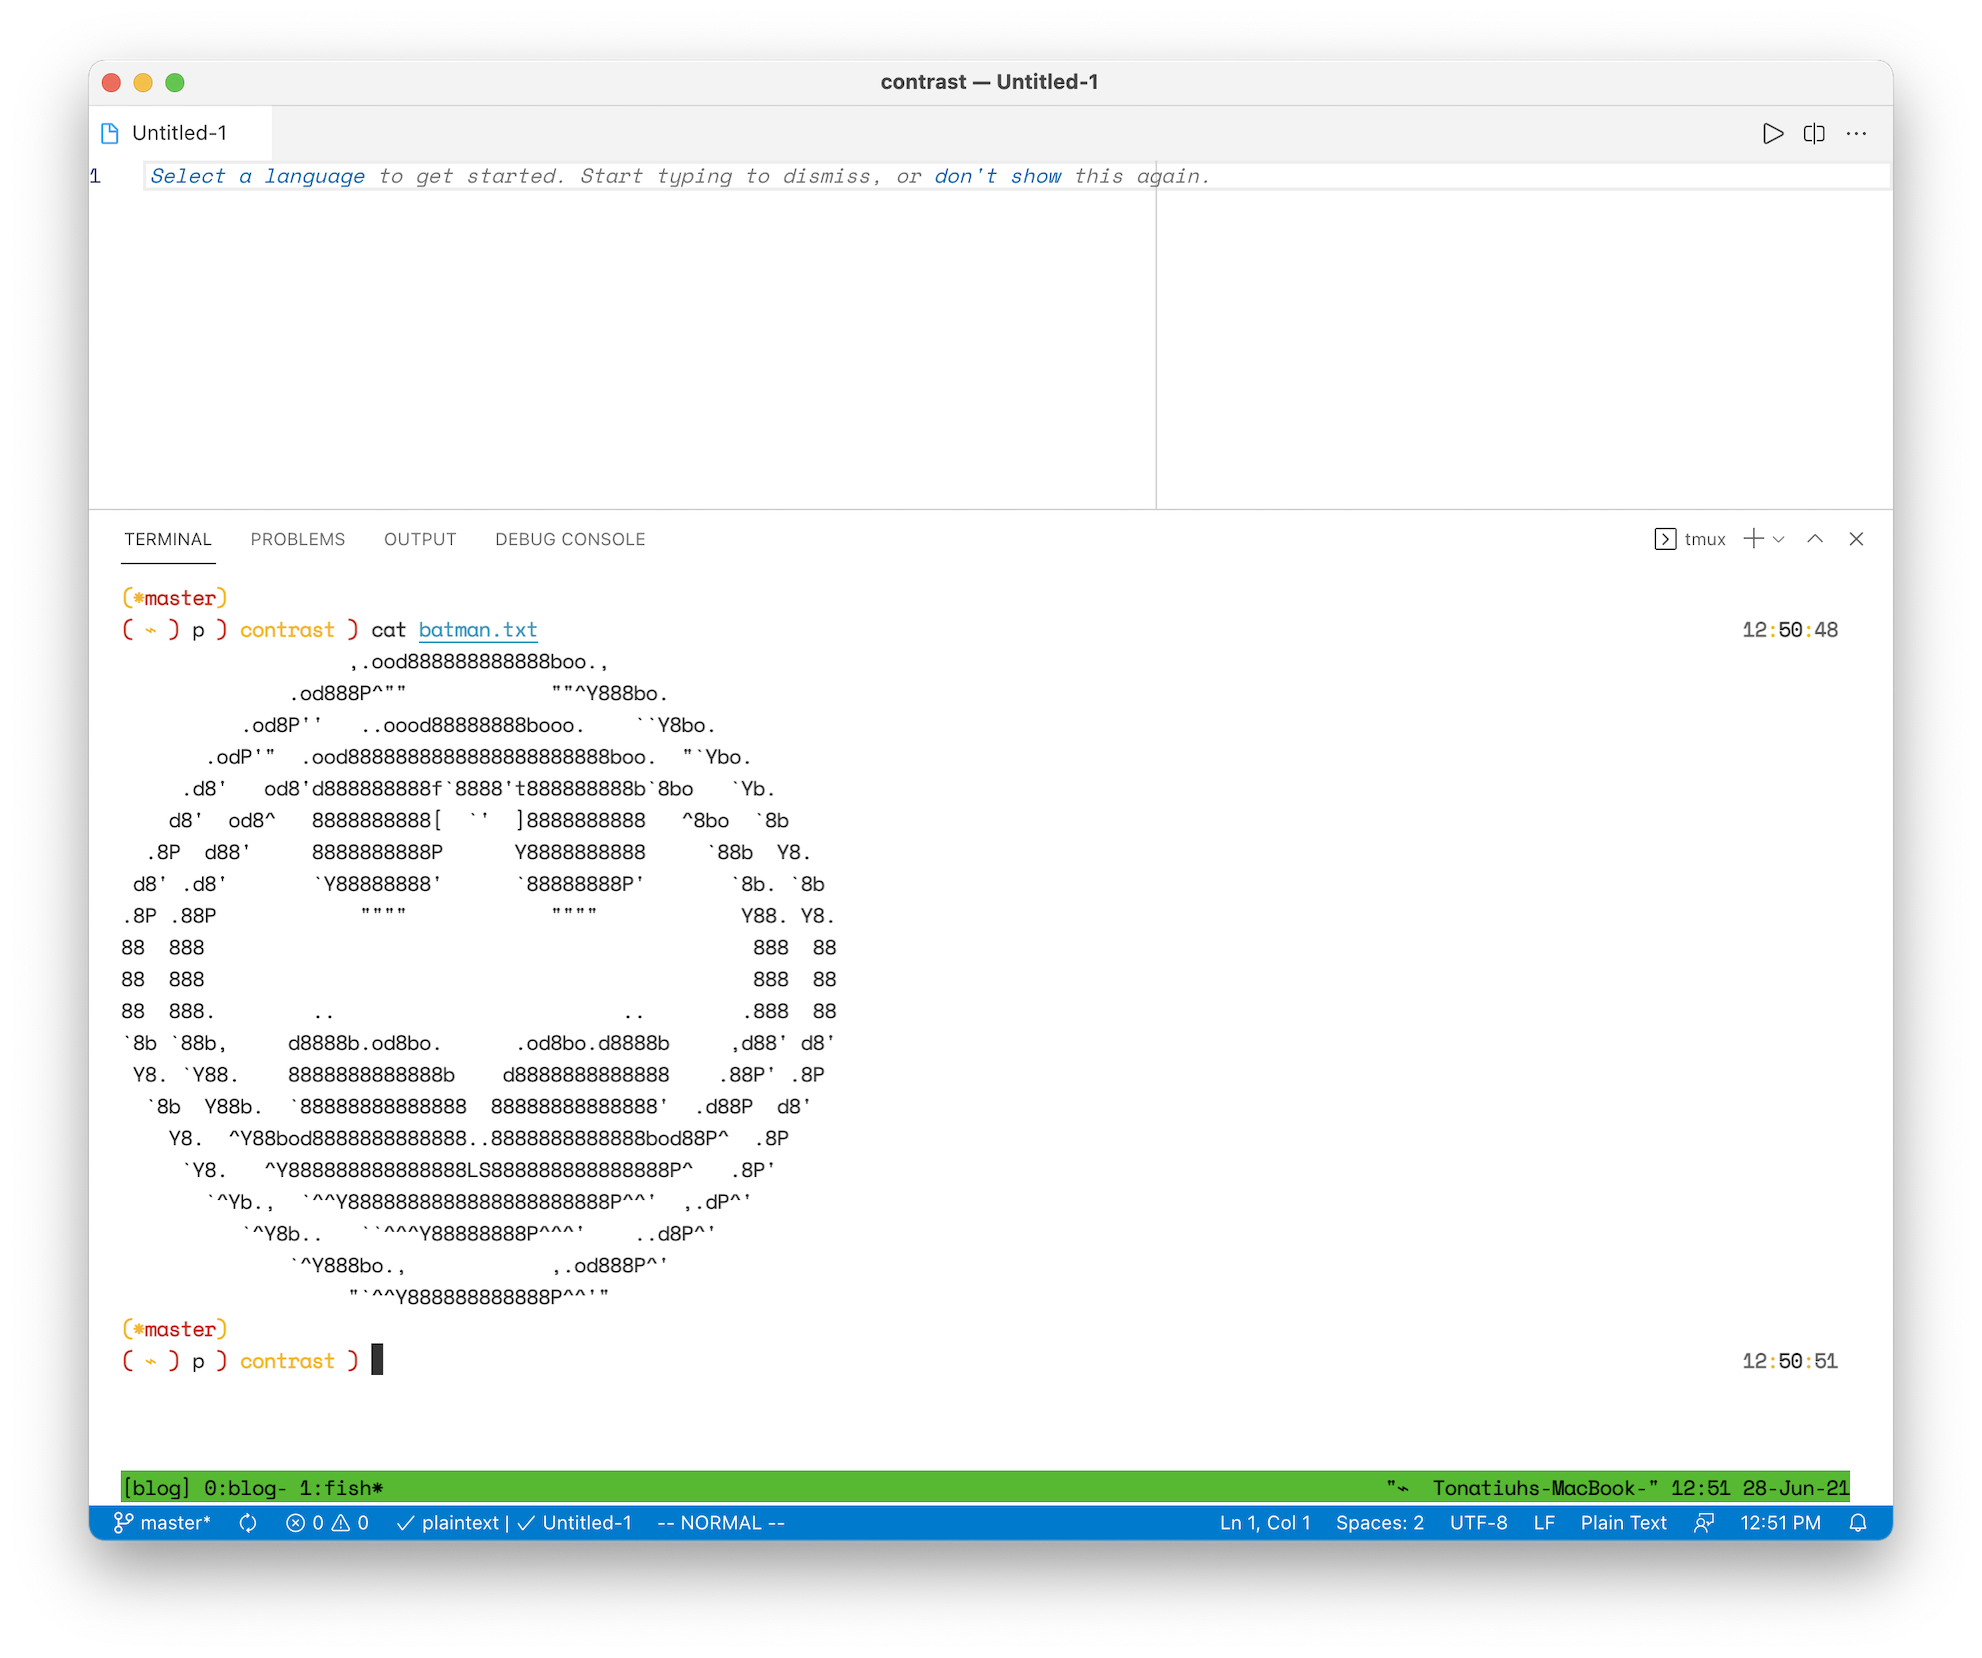 contrast — Untitled-1
Untitled-1
1 Select a language to get started. Start typing to dismiss, or don't show this again.
TERMINAL PROBLEMS OUTPUT DEBUG CONSOLE tmux
(*master)
( ~ ) p ) contrast ) cat batman.txt 12:50:48
                   ,.ood888888888888boo.,
              .od888P^""            ""^Y888bo.
          .od8P''   ..oood88888888booo.    ``Y8bo.
       .odP'"  .ood8888888888888888888888boo.  "`Ybo.
     .d8'   od8'd888888888f`8888't888888888b`8bo   `Yb.
    d8'  od8^   8888888888[  `'  ]8888888888   ^8bo  `8b
  .8P  d88'     8888888888P      Y8888888888     `88b  Y8.
 d8' .d8'       `Y88888888'      `88888888P'       `8b. `8b
.8P .88P            """"            """"            Y88. Y8.
88  888                                              888  88
88  888                                              888  88
88  888.        ..                        ..        .888  88
`8b `88b,     d8888b.od8bo.      .od8bo.d8888b     ,d88' d8'
 Y8. `Y88.    8888888888888b    d8888888888888    .88P' .8P
  `8b  Y88b.  `88888888888888  88888888888888'  .d88P  d8'
    Y8.  ^Y88bod8888888888888..8888888888888bod88P^  .8P
     `Y8.   ^Y888888888888888LS888888888888888P^   .8P'
       `^Yb.,  `^^Y8888888888888888888888P^^'  ,.dP^'
          `^Y8b..   ``^^^Y88888888P^^^'    ..d8P^'
              `^Y888bo.,            ,.od888P^'
                   "`^^Y888888888888P^^'"
(*master)
( ~ ) p ) contrast ) 12:50:51
[blog] 0:blog- 1:fish* "~ Tonatiuhs-MacBook-" 12:51 28-Jun-21
master* 0 0 plaintext | Untitled-1 -- NORMAL -- Ln 1, Col 1 Spaces: 2 UTF-8 LF Plain Text 12:51 PM